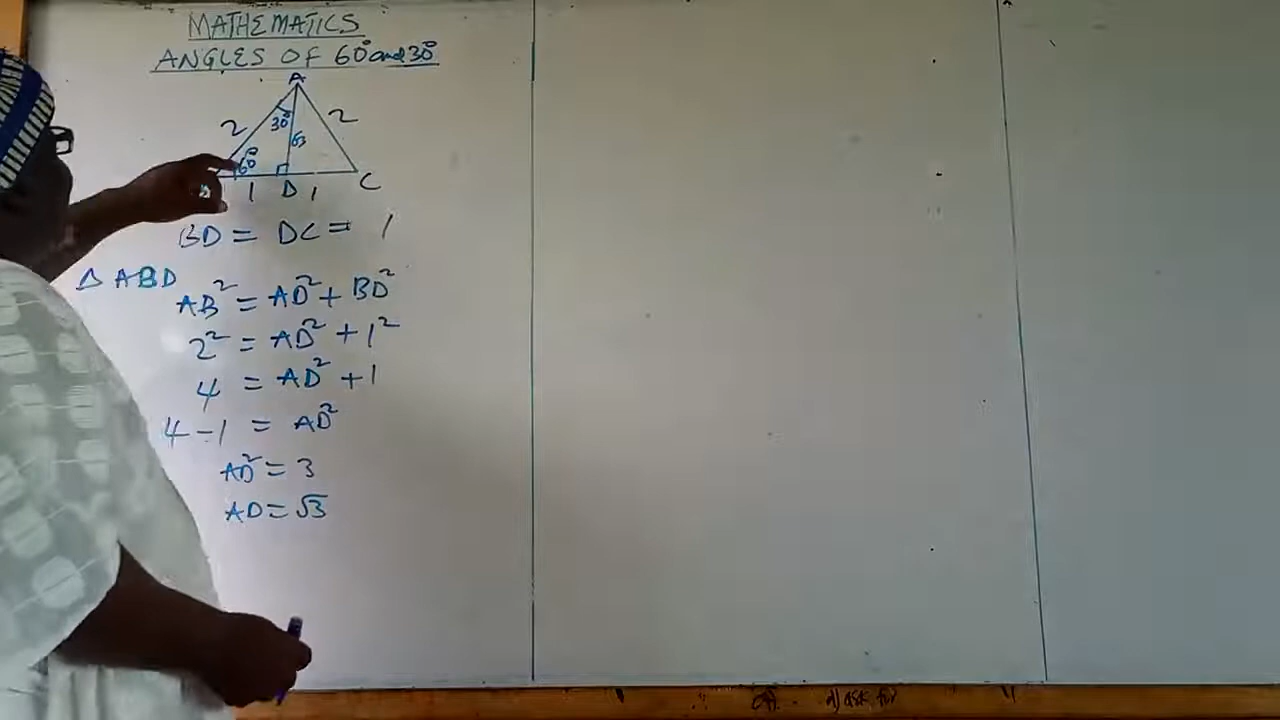 MATHEMATICS
ANGLES OF 60° and 30°
A
2 30° √3 2
60°
1 D 1 C
BD = DC = 1
Δ ABD
AB² = AD² + BD²
2² = AD² + 1²
4 = AD² + 1
4 - 1 = AD²
AD² = 3
AD = √3